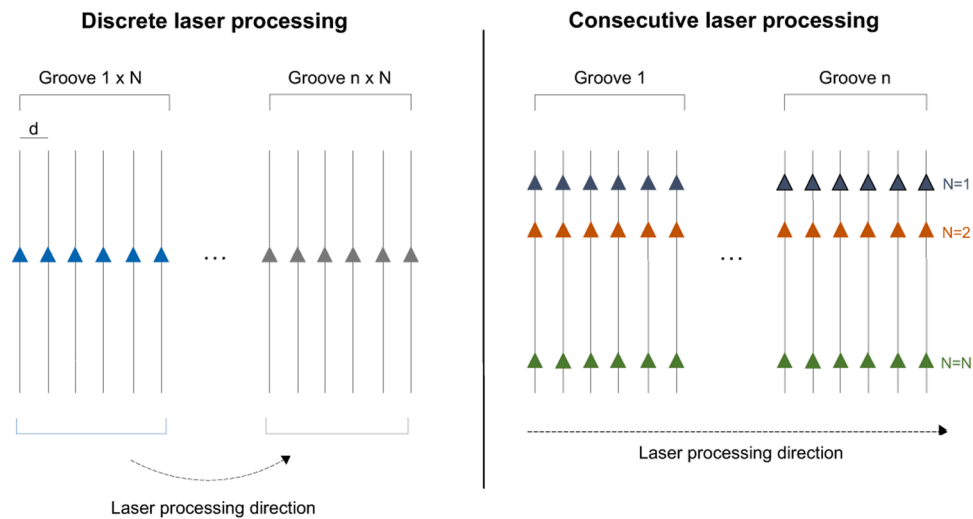 Discrete laser processing
Groove 1 x N
Groove n x N
d
...
Laser processing direction
Consecutive laser processing
Groove 1
Groove n
N=1
N=2
...
N=N
Laser processing direction